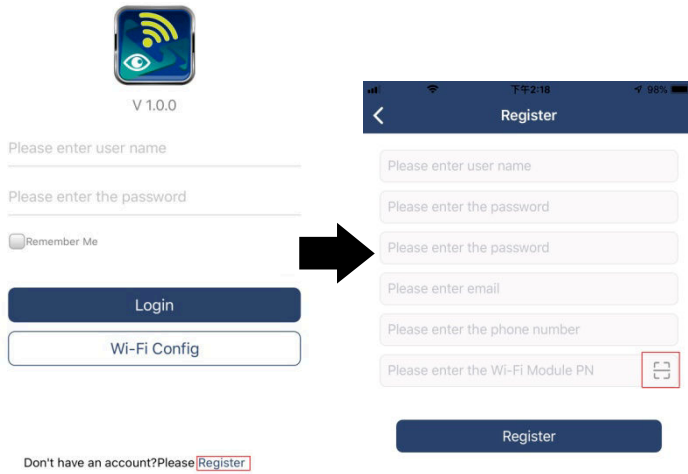 V 1.0.0
Please enter user name
Please enter the password
Remember Me
Login
Wi-Fi Config
Don't have an account?Please Register
下午2:18
98%
Register
Please enter user name
Please enter the password
Please enter the password
Please enter email
Please enter the phone number
Please enter the Wi-Fi Module PN
Register